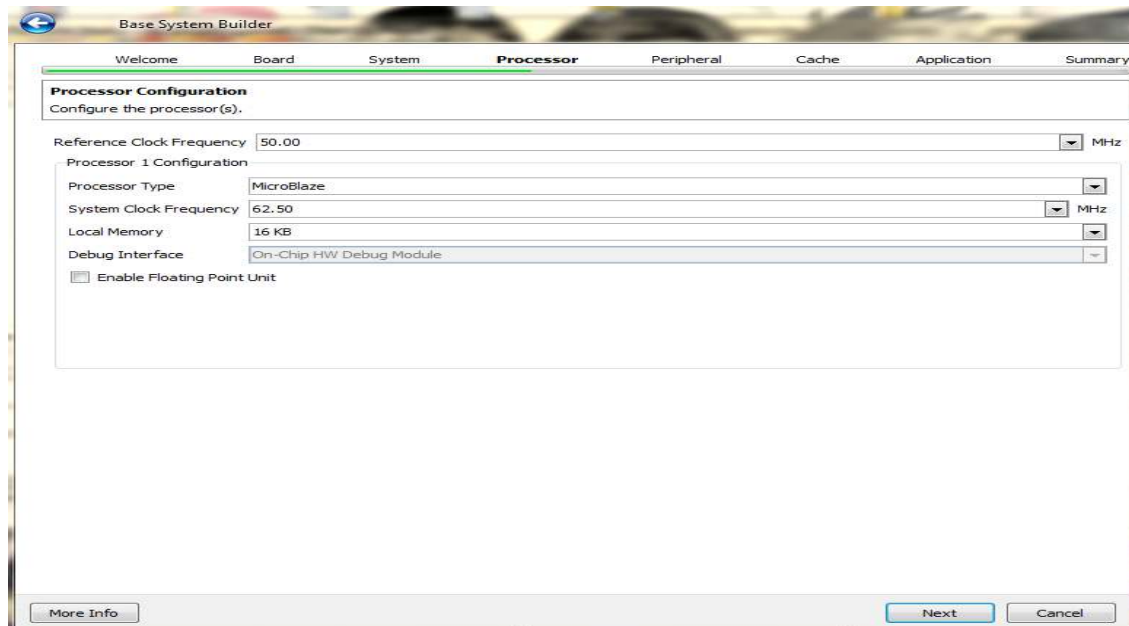 Base System Builder
Welcome Board System Processor Peripheral Cache Application Summary
Processor Configuration
Configure the processor(s).
Reference Clock Frequency 50.00 MHz
Processor 1 Configuration
Processor Type MicroBlaze
System Clock Frequency 62.50 MHz
Local Memory 16 KB
Debug Interface On-Chip HW Debug Module
Enable Floating Point Unit
More Info Next Cancel